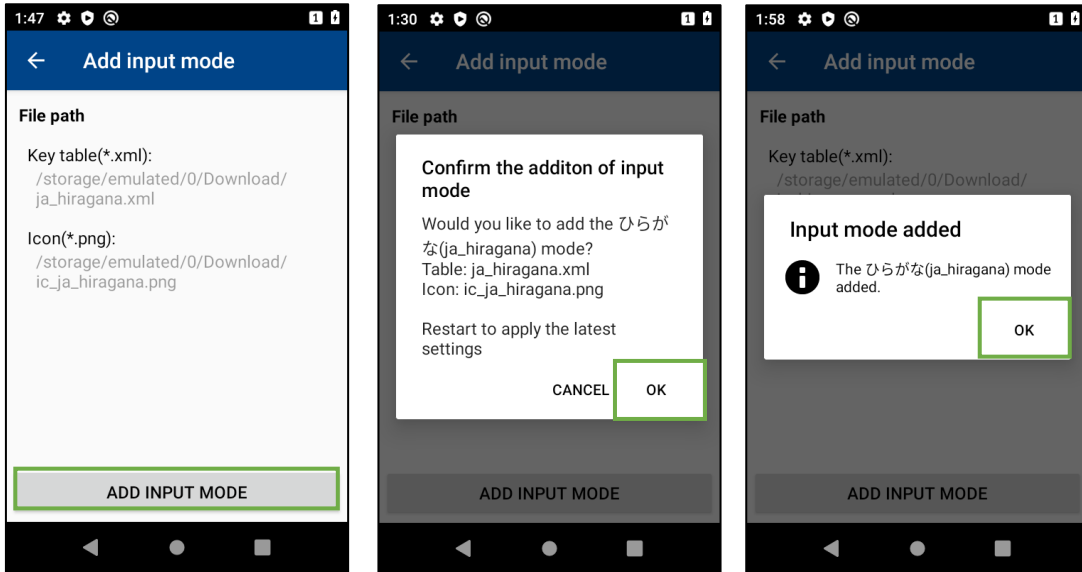 1:47
1
Add input mode
File path
Key table(*.xml):
/storage/emulated/0/Download/
ja_hiragana.xml
Icon(*.png):
/storage/emulated/0/Download/
ic_ja_hiragana.png
ADD INPUT MODE
1:30
1
Add input mode
File path
Confirm the additon of input
mode
Would you like to add the ひらが
な(ja_hiragana) mode?
Table: ja_hiragana.xml
Icon: ic_ja_hiragana.png
Restart to apply the latest
settings
CANCEL
OK
ADD INPUT MODE
1:58
1
Add input mode
File path
Key table(*.xml):
/storage/emulated/0/Download/
Input mode added
The ひらがな(ja_hiragana) mode
added.
OK
ADD INPUT MODE